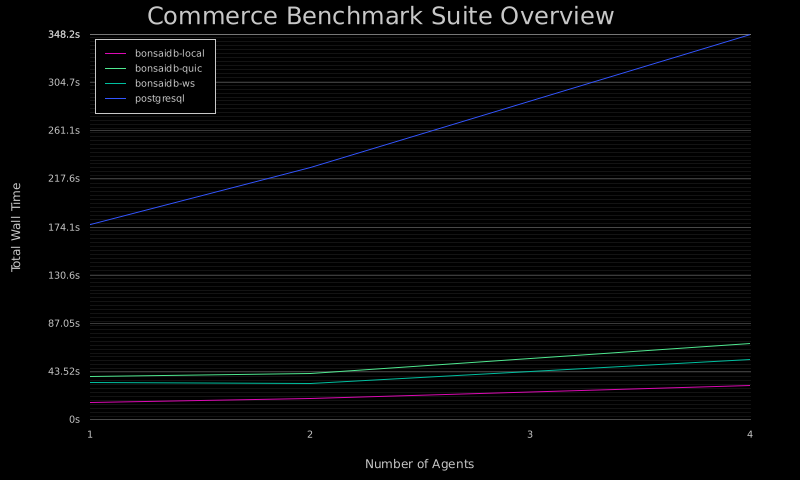 Commerce Benchmark Suite Overview
348.2s
304.7s
261.1s
217.6s
174.1s
130.6s
87.05s
43.52s
0s
bonsaidb-local
bonsaidb-quic
bonsaidb-ws
postgresql
Total Wall Time
1 2 3 4
Number of Agents